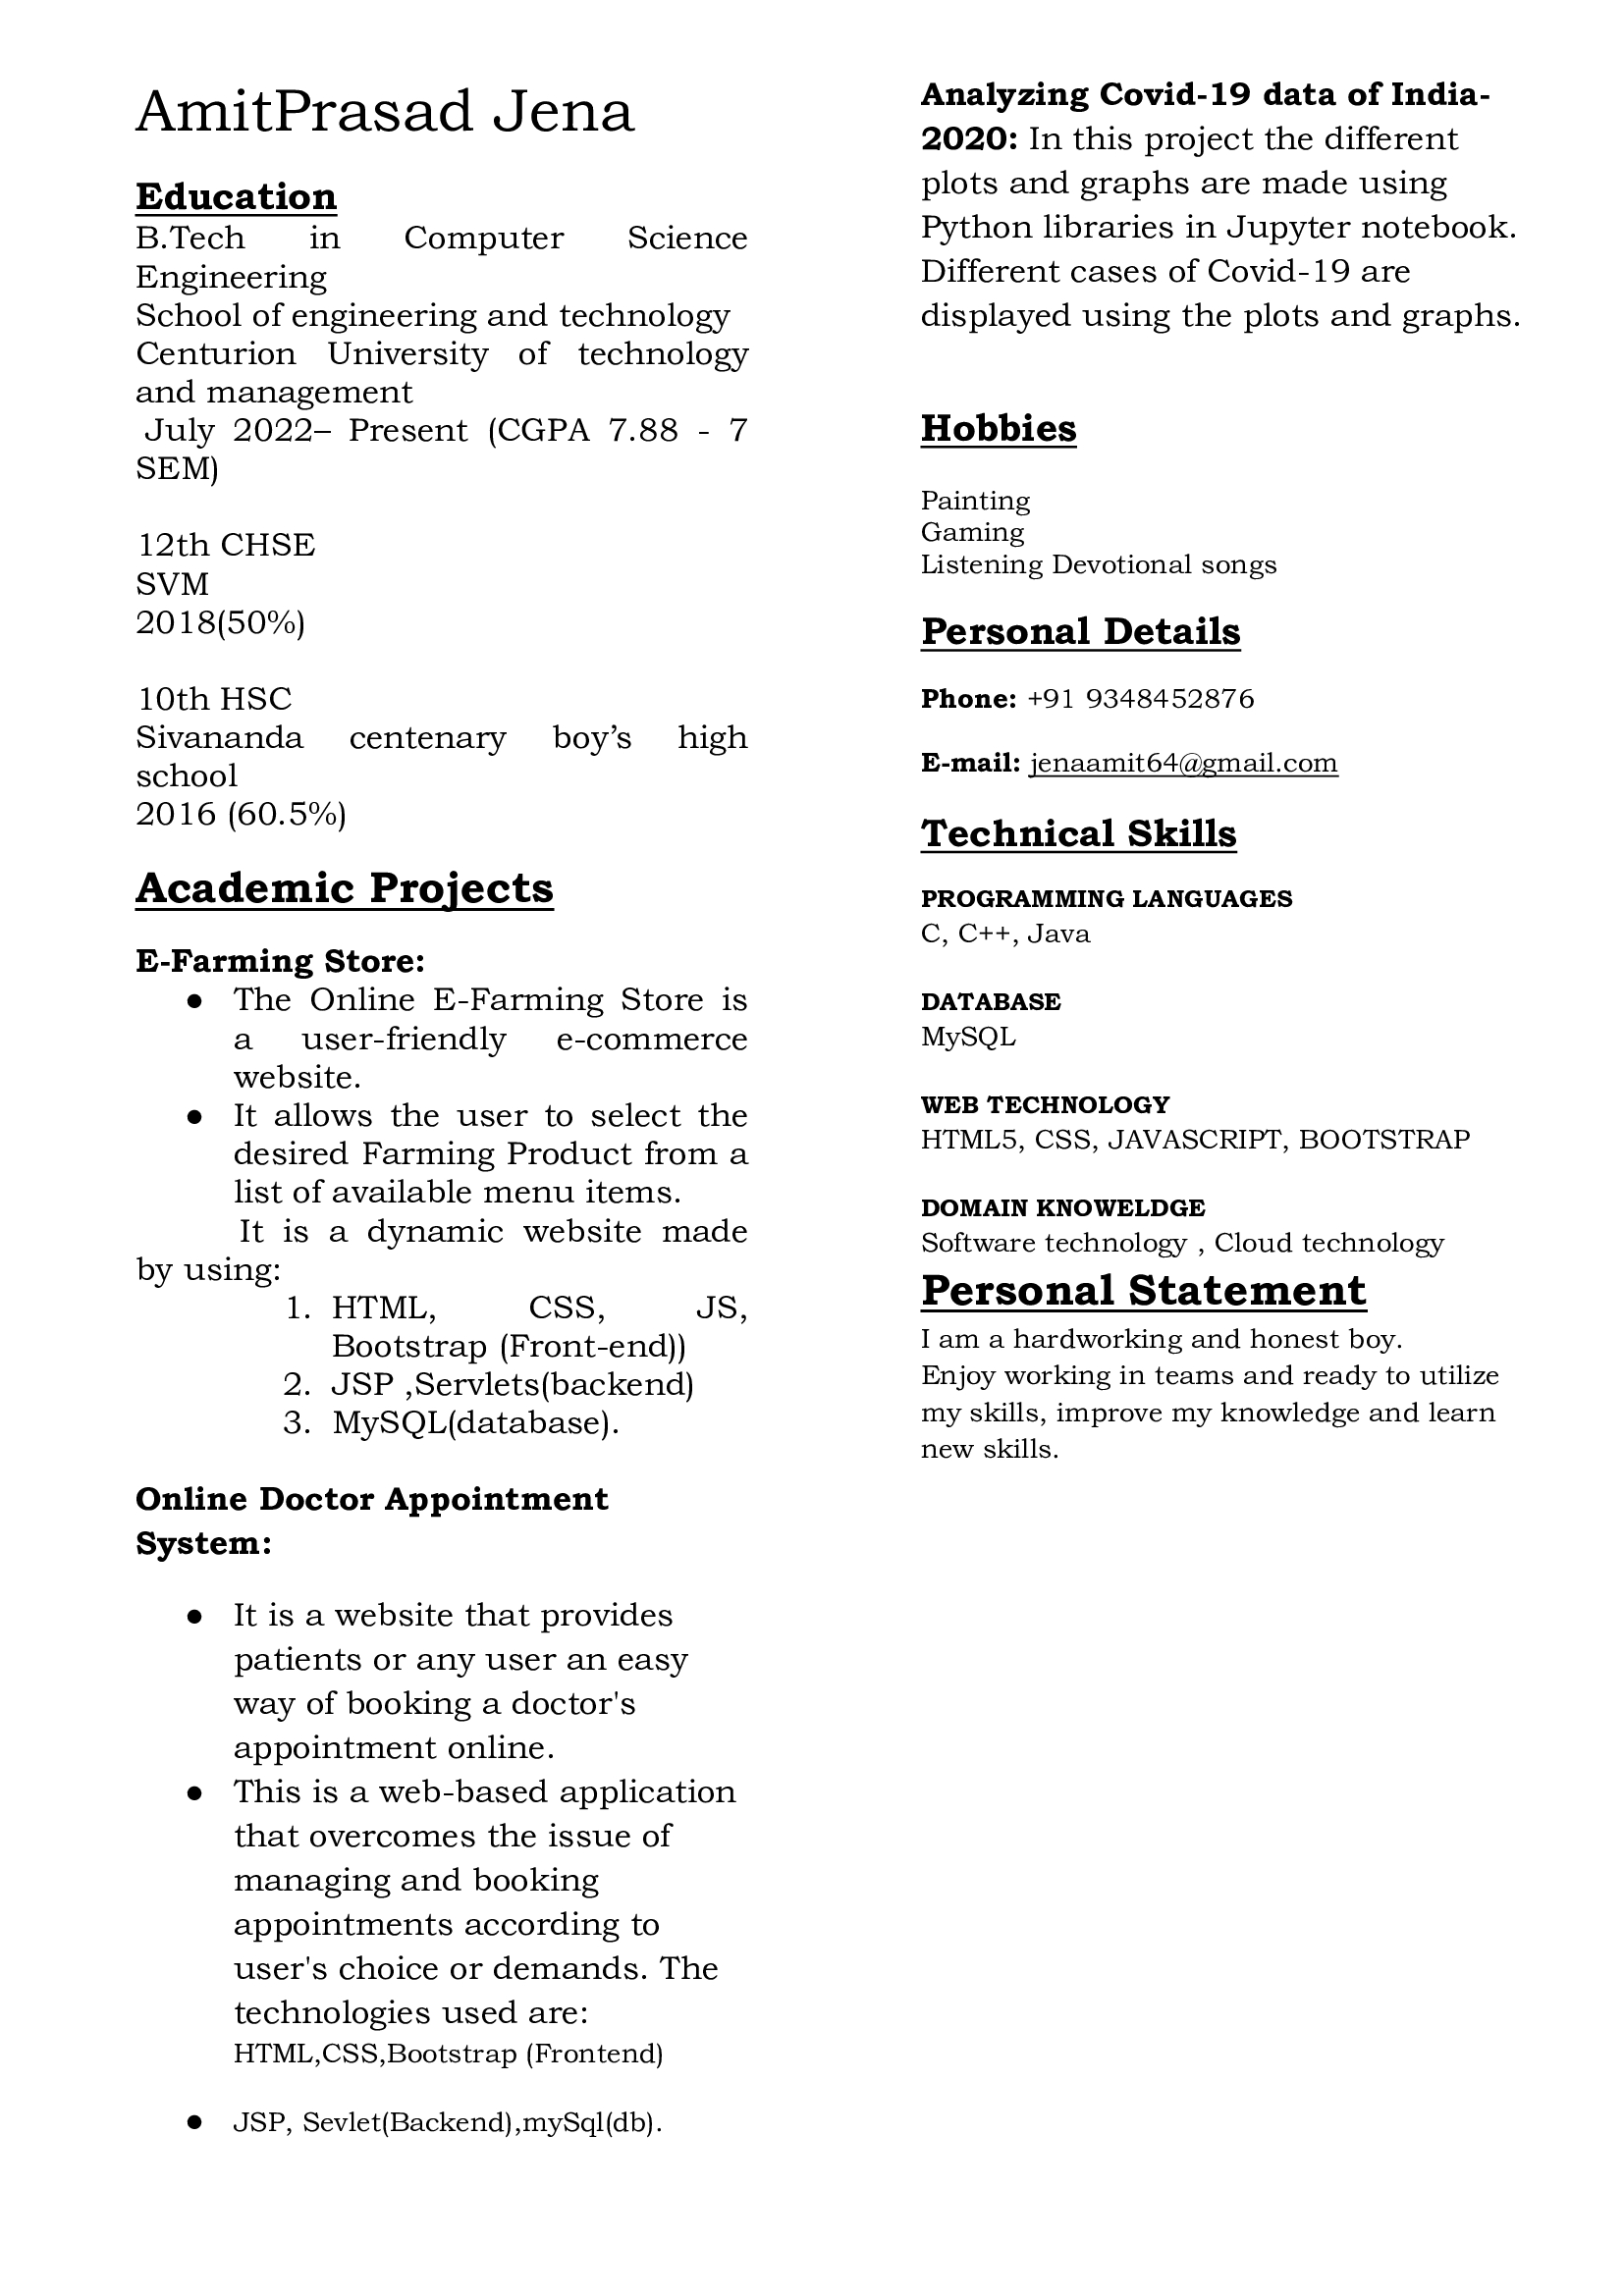 AmitPrasad Jena
Education
B.Tech in Computer Science
Engineering
School of engineering and technology
Centurion University of technology
and management
July 2022– Present (CGPA 7.88 - 7
SEM)
12th CHSE
SVM
2018(50%)
10th HSC
Sivananda centenary boy’s high
school
2016 (60.5%)
Academic Projects
E-Farming Store:
● The Online E-Farming Store is
a user-friendly e-commerce
website.
● It allows the user to select the
desired Farming Product from a
list of available menu items.
It is a dynamic website made
by using:
1. HTML, CSS, JS,
Bootstrap (Front-end))
2. JSP ,Servlets(backend)
3. MySQL(database).
Online Doctor Appointment
System:
● It is a website that provides
patients or any user an easy
way of booking a doctor's
appointment online.
● This is a web-based application
that overcomes the issue of
managing and booking
appointments according to
user's choice or demands. The
technologies used are:
HTML,CSS,Bootstrap (Frontend)
● JSP, Sevlet(Backend),mySql(db).
Analyzing Covid-19 data of India-
2020: In this project the different
plots and graphs are made using
Python libraries in Jupyter notebook.
Different cases of Covid-19 are
displayed using the plots and graphs.
Hobbies
Painting
Gaming
Listening Devotional songs
Personal Details
Phone: +91 9348452876
E-mail: jenaamit64@gmail.com
Technical Skills
PROGRAMMING LANGUAGES
C, C++, Java
DATABASE
MySQL
WEB TECHNOLOGY
HTML5, CSS, JAVASCRIPT, BOOTSTRAP
DOMAIN KNOWELDGE
Software technology , Cloud technology
Personal Statement
I am a hardworking and honest boy.
Enjoy working in teams and ready to utilize
my skills, improve my knowledge and learn
new skills.